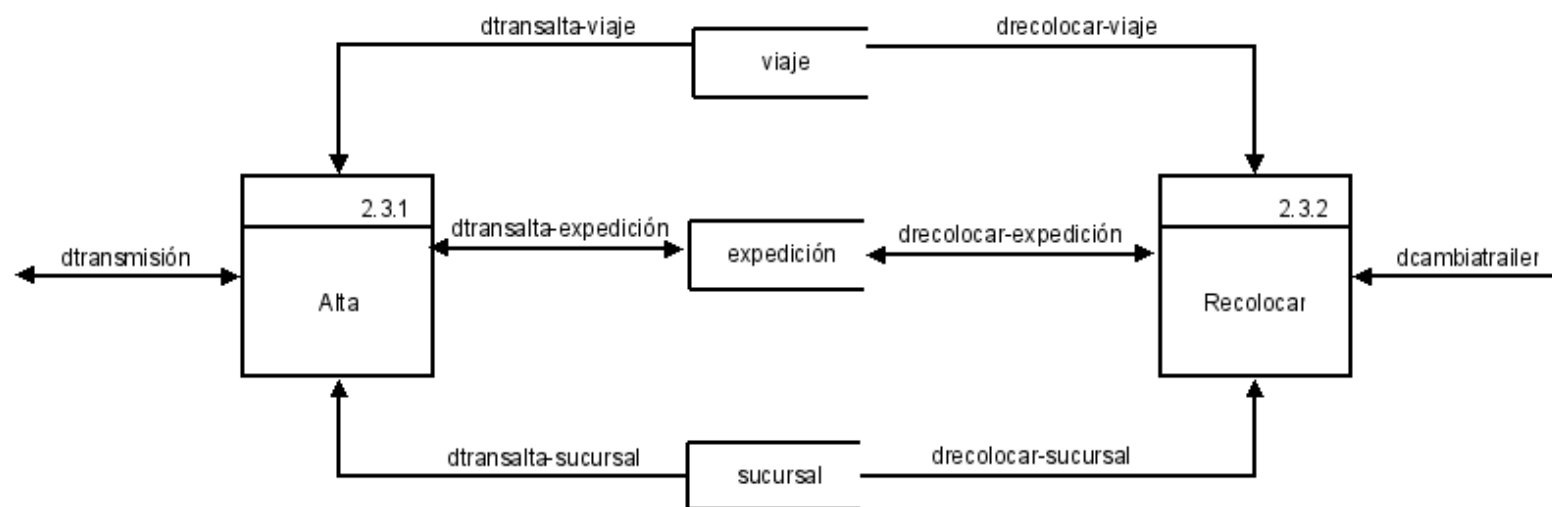 dtransalta-viaje
drecolocar-viaje
viaje
2.3.1
2.3.2
dtransalta-expedición
drecolocar-expedición
expedición
dtransmisión
dcambiatrailer
Alta
Recolocar
dtransalta-sucursal
drecolocar-sucursal
sucursal